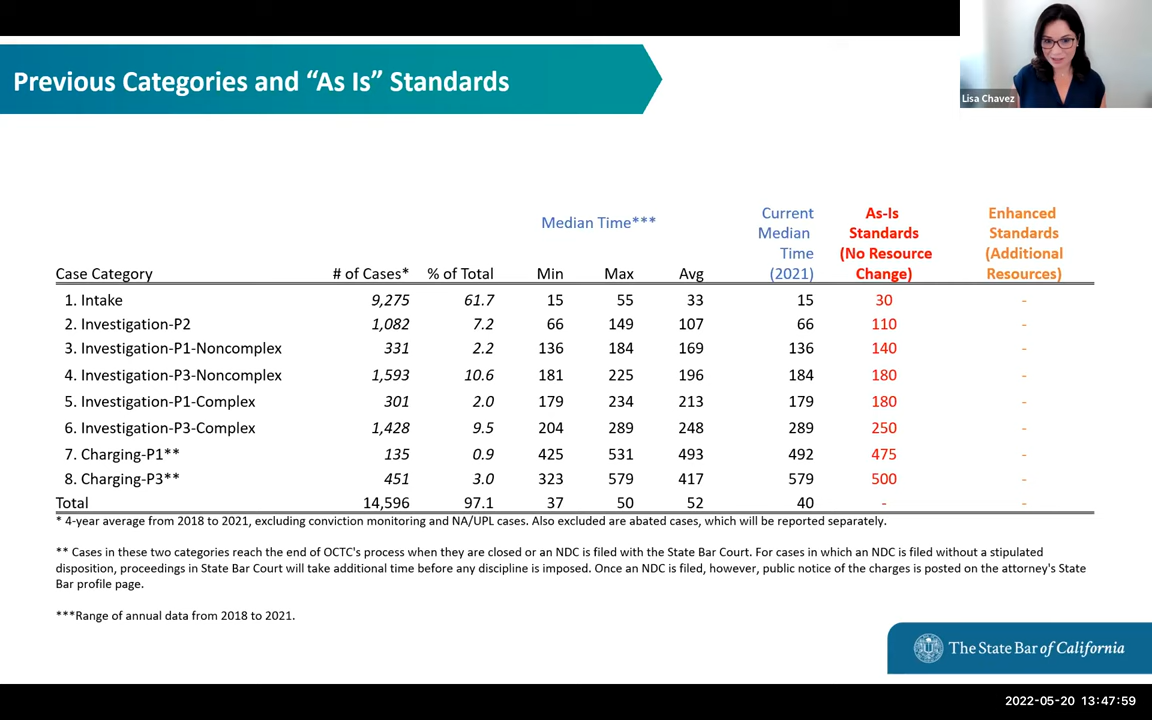 Previous Categories and “As Is” Standards
Lisa Chavez
Median Time***
Current
Median
Time
(2021)
As-Is
Standards
(No Resource
Change)
Enhanced
Standards
(Additional
Resources)
Case Category # of Cases* % of Total Min Max Avg
1. Intake 9,275 61.7 15 55 33 15 30 -
2. Investigation-P2 1,082 7.2 66 149 107 66 110 -
3. Investigation-P1-Noncomplex 331 2.2 136 184 169 136 140 -
4. Investigation-P3-Noncomplex 1,593 10.6 181 225 196 184 180 -
5. Investigation-P1-Complex 301 2.0 179 234 213 179 180 -
6. Investigation-P3-Complex 1,428 9.5 204 289 248 289 250 -
7. Charging-P1** 135 0.9 425 531 493 492 475 -
8. Charging-P3** 451 3.0 323 579 417 579 500 -
Total 14,596 97.1 37 50 52 40 - -
* 4-year average from 2018 to 2021, excluding conviction monitoring and NA/UPL cases. Also excluded are abated cases, which will be reported separately.
** Cases in these two categories reach the end of OCTC's process when they are closed or an NDC is filed with the State Bar Court. For cases in which an NDC is filed without a stipulated
disposition, proceedings in State Bar Court will take additional time before any discipline is imposed. Once an NDC is filed, however, public notice of the charges is posted on the attorney's State
Bar profile page.
***Range of annual data from 2018 to 2021.
The State Bar of California
2022-05-20 13:47:59